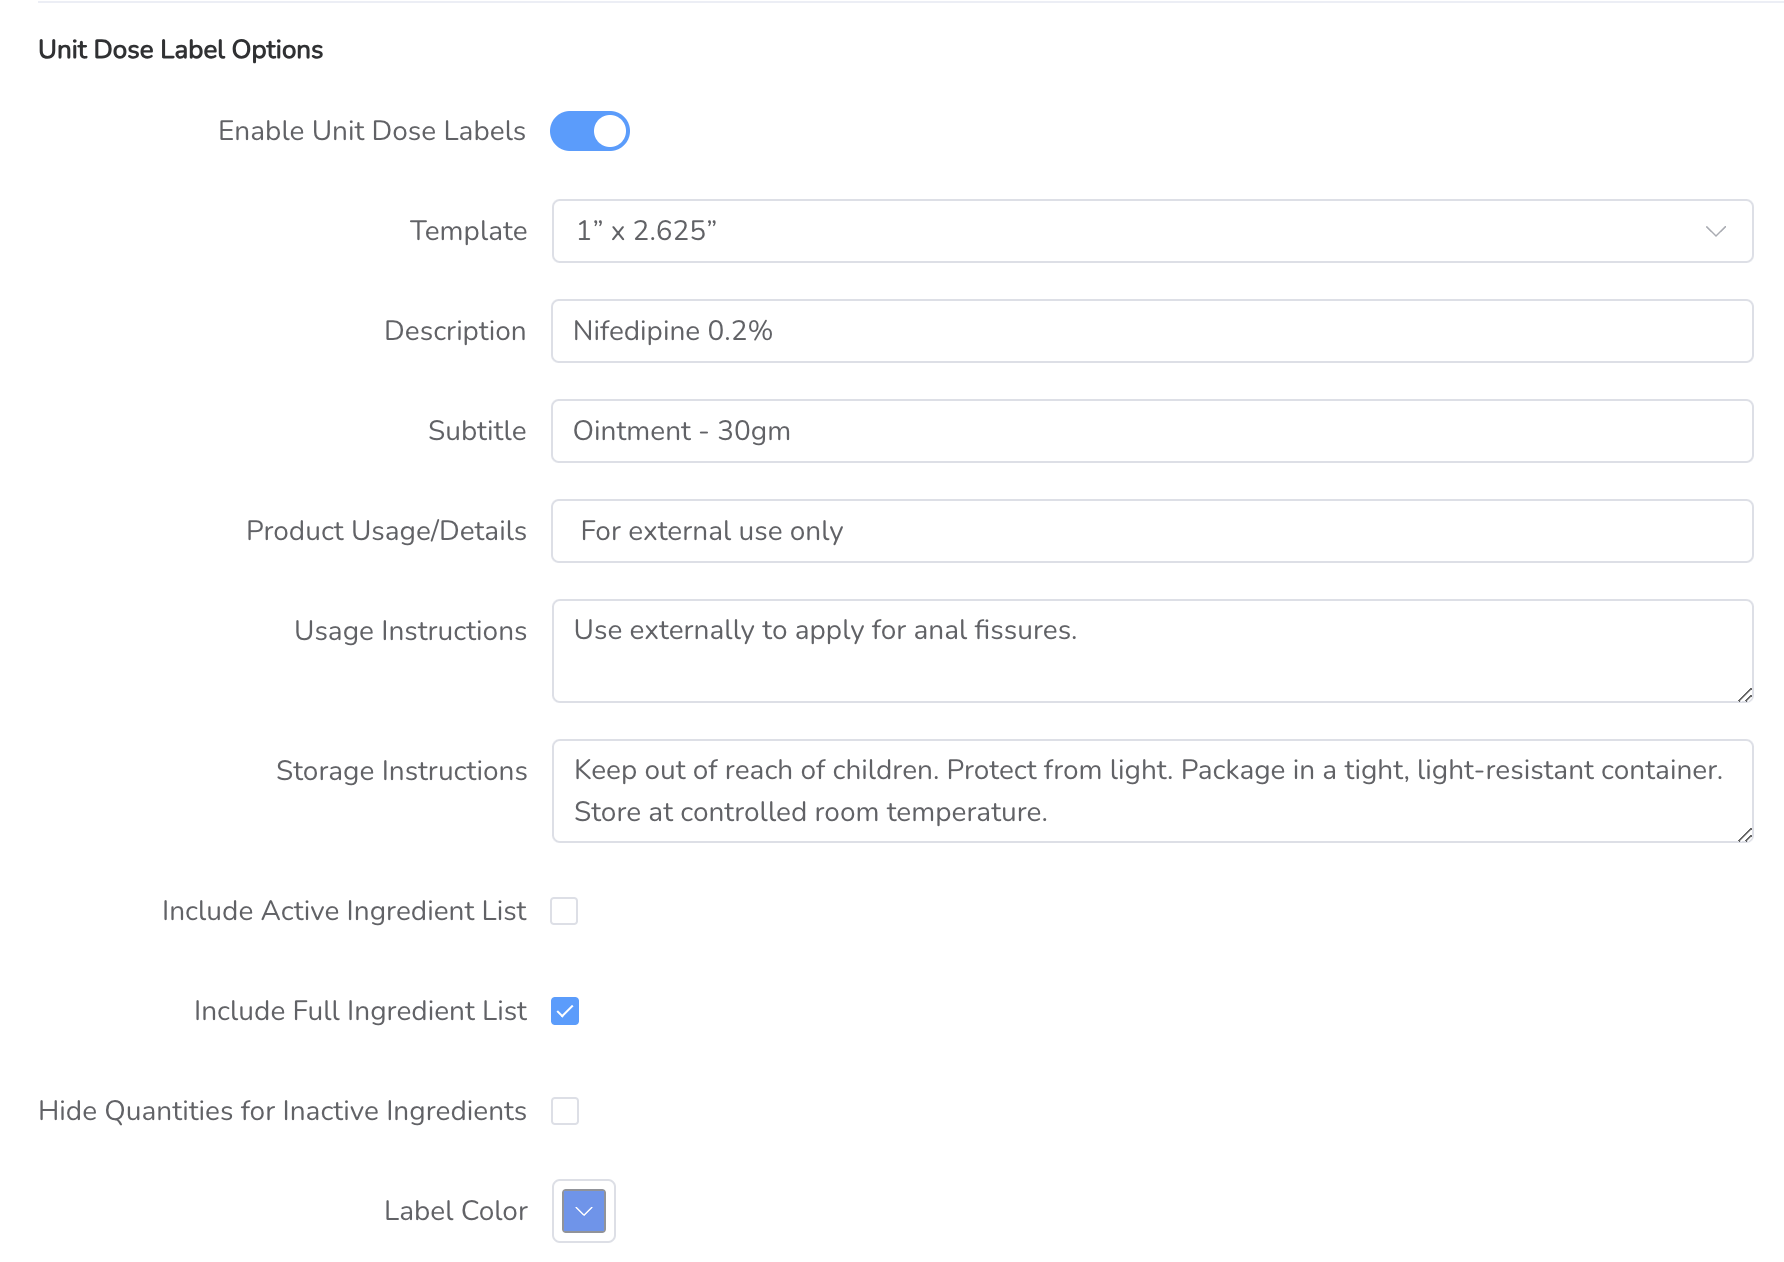 Unit Dose Label Options
Enable Unit Dose Labels
Template
1” x 2.625”
Description
Nifedipine 0.2%
Subtitle
Ointment - 30gm
Product Usage/Details
For external use only
Usage Instructions
Use externally to apply for anal fissures.
Storage Instructions
Keep out of reach of children. Protect from light. Package in a tight, light-resistant container.
Store at controlled room temperature.
Include Active Ingredient List
Include Full Ingredient List
Hide Quantities for Inactive Ingredients
Label Color